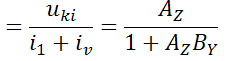 = u_{ki} / (i_1 + i_v) = A_Z / (1 + A_Z B_Y)